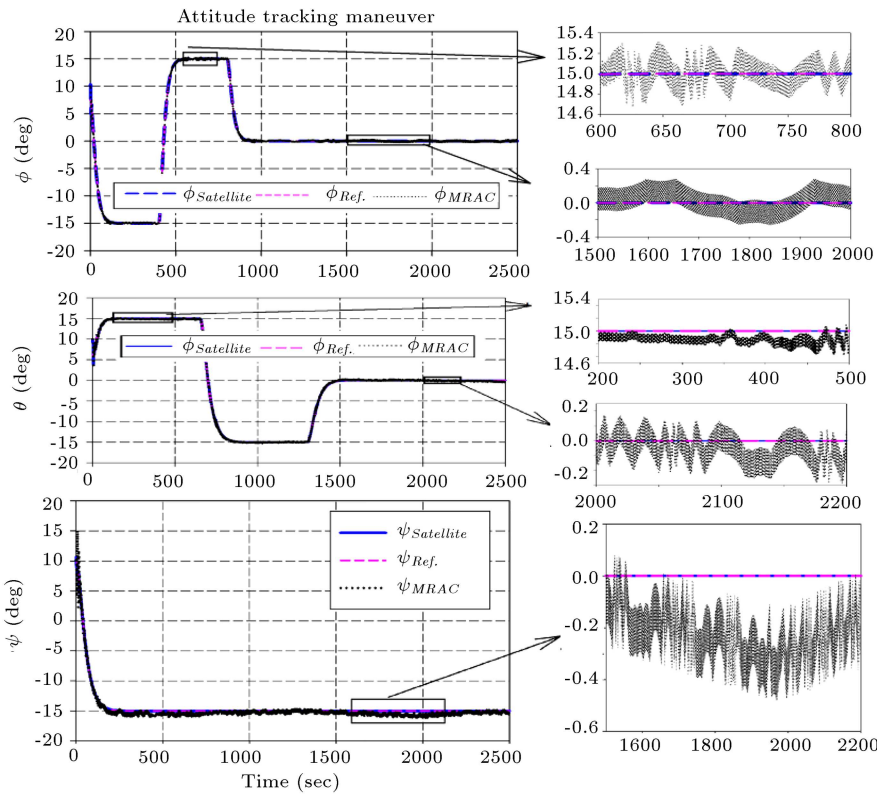 Attitude tracking maneuver
20
15
10
5
0
-5
-10
-15
-20
ϕ (deg)
ϕSatellite ϕRef. ϕMRAC
0 500 1000 1500 2000 2500
15.4
15.2
15.0
14.8
14.6
600 650 700 750 800
0.4
0.0
-0.4
1500 1600 1700 1800 1900 2000
20
15
10
5
0
-5
-10
-15
-20
θ (deg)
ϕSatellite ϕRef. ϕMRAC
0 500 1000 1500 2000 2500
15.4
15.0
14.6
200 300 400 500
0.2
0.0
-0.2
2000 2100 2200
20
15
10
5
0
-5
-10
-15
-20
ψ (deg)
ψSatellite
ψRef.
ψMRAC
0 500 1000 1500 2000 2500
Time (sec)
0.2
0.0
-0.2
-0.4
-0.6
1600 1800 2000 2200